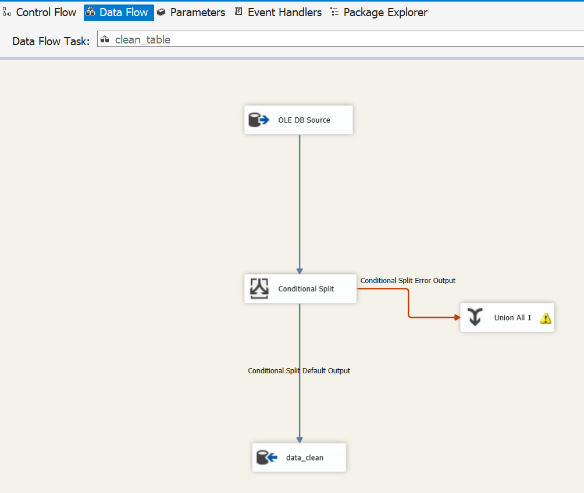 Control Flow Data Flow Parameters Event Handlers Package Explorer
Data Flow Task: clean_table
OLE DB Source
Conditional Split Error Output
Conditional Split
Union All 1
Conditional Split Default Output
data_clean